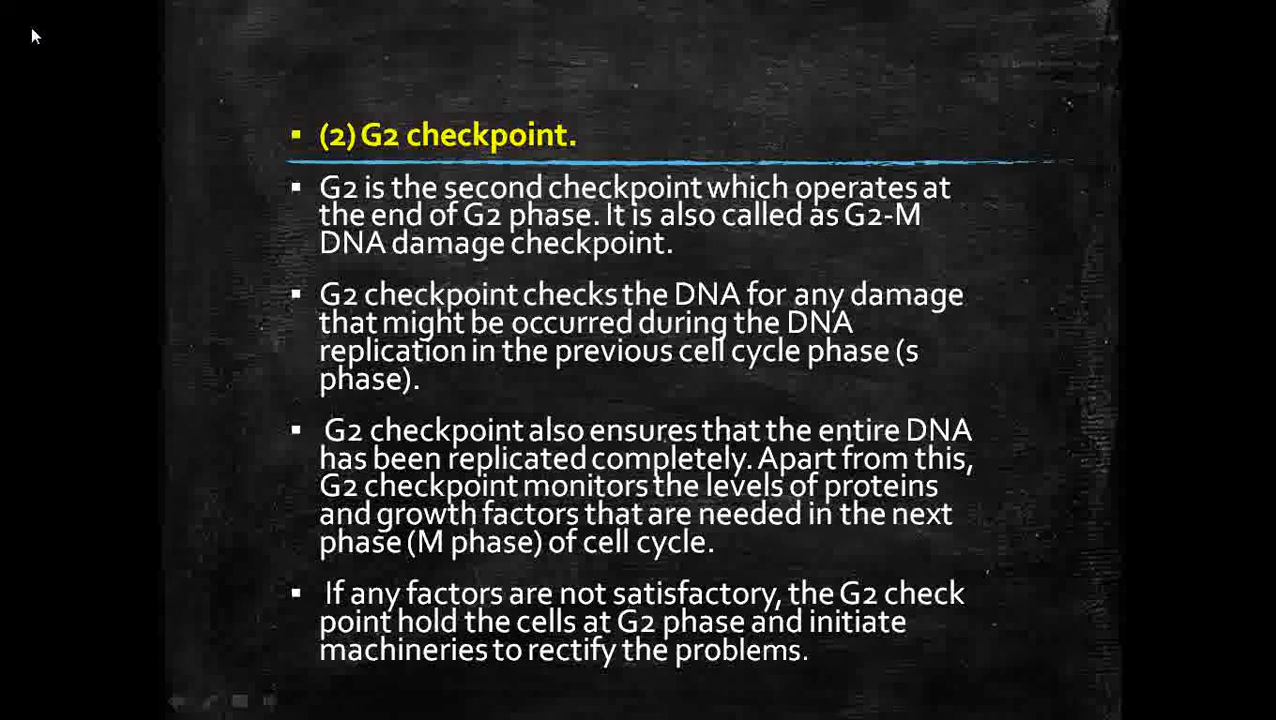 ▪ (2) G2 checkpoint.
▪ G2 is the second checkpoint which operates at
the end of G2 phase. It is also called as G2-M
DNA damage checkpoint.
▪ G2 checkpoint checks the DNA for any damage
that might be occurred during the DNA
replication in the previous cell cycle phase (s
phase).
▪ G2 checkpoint also ensures that the entire DNA
has been replicated completely. Apart from this,
G2 checkpoint monitors the levels of proteins
and growth factors that are needed in the next
phase (M phase) of cell cycle.
▪ If any factors are not satisfactory, the G2 check
point hold the cells at G2 phase and initiate
machineries to rectify the problems.